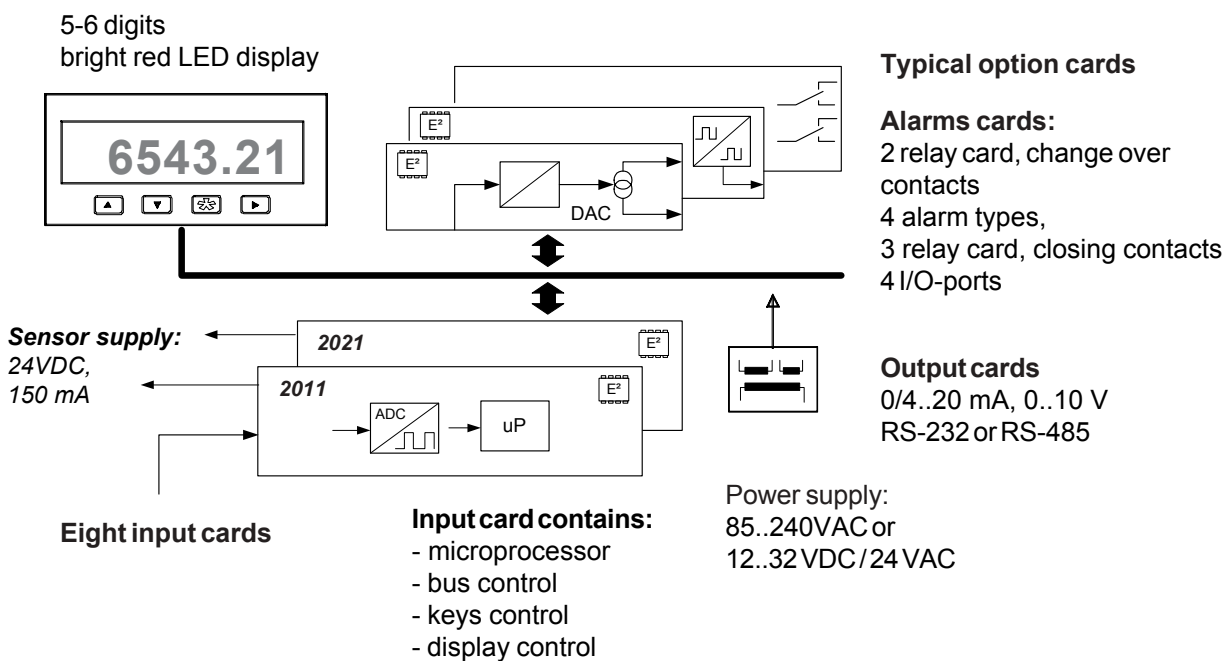 5-6 digits
bright red LED display
6543.21
E²
E²
DAC
Typical option cards
Alarms cards:
2 relay card, change over
contacts
4 alarm types,
3 relay card, closing contacts
4 I/O-ports
Output cards
0/4..20 mA, 0..10 V
RS-232 or RS-485
Sensor supply:
24VDC,
150 mA
2021
E²
2011
E²
ADC
uP
Eight input cards
Input card contains:
- microprocessor
- bus control
- keys control
- display control
Power supply:
85..240VAC or
12..32 VDC / 24 VAC